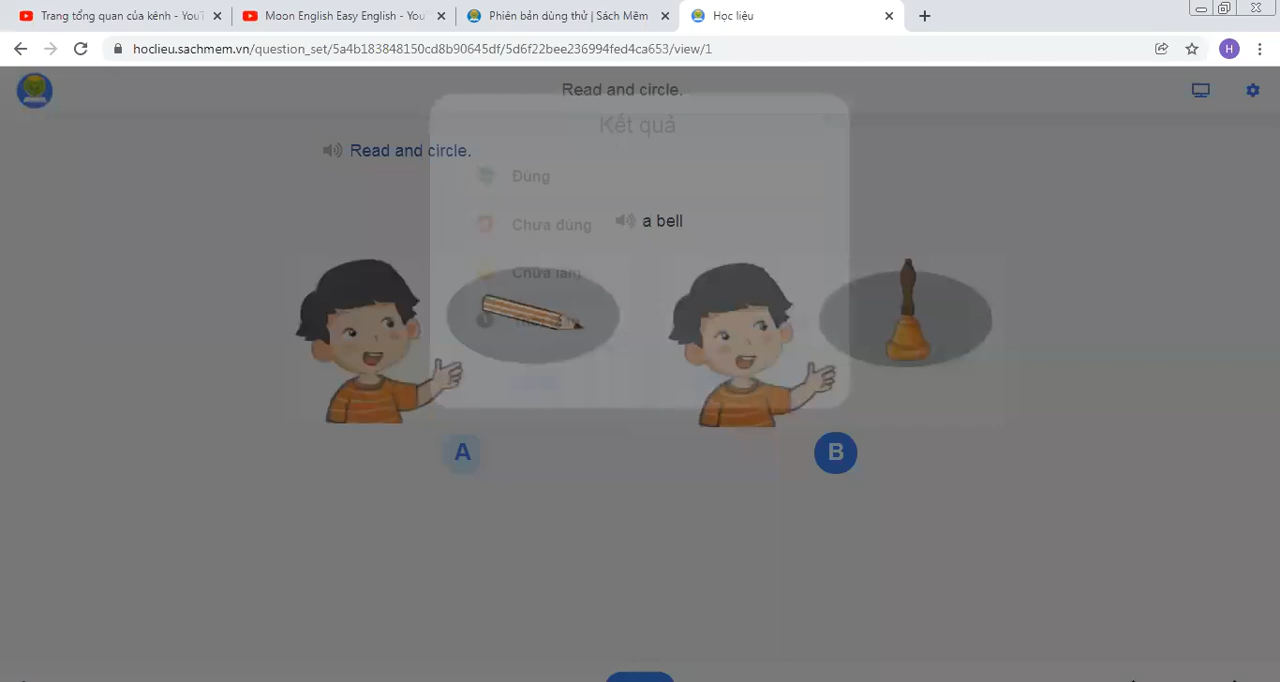 Trang tổng quan của kênh - YouT
Moon English Easy English - You
Phiên bản dùng thử | Sách Mềm
Học liệu
hoclieu.sachmem.vn/question_set/5a4b183848150cd8b90645df/5d6f22bee236994fed4ca653/view/1
H
Read and circle.
Kết quả
Read and circle.
Đúng
Chưa đúng
a bell
Chưa làm
A
B